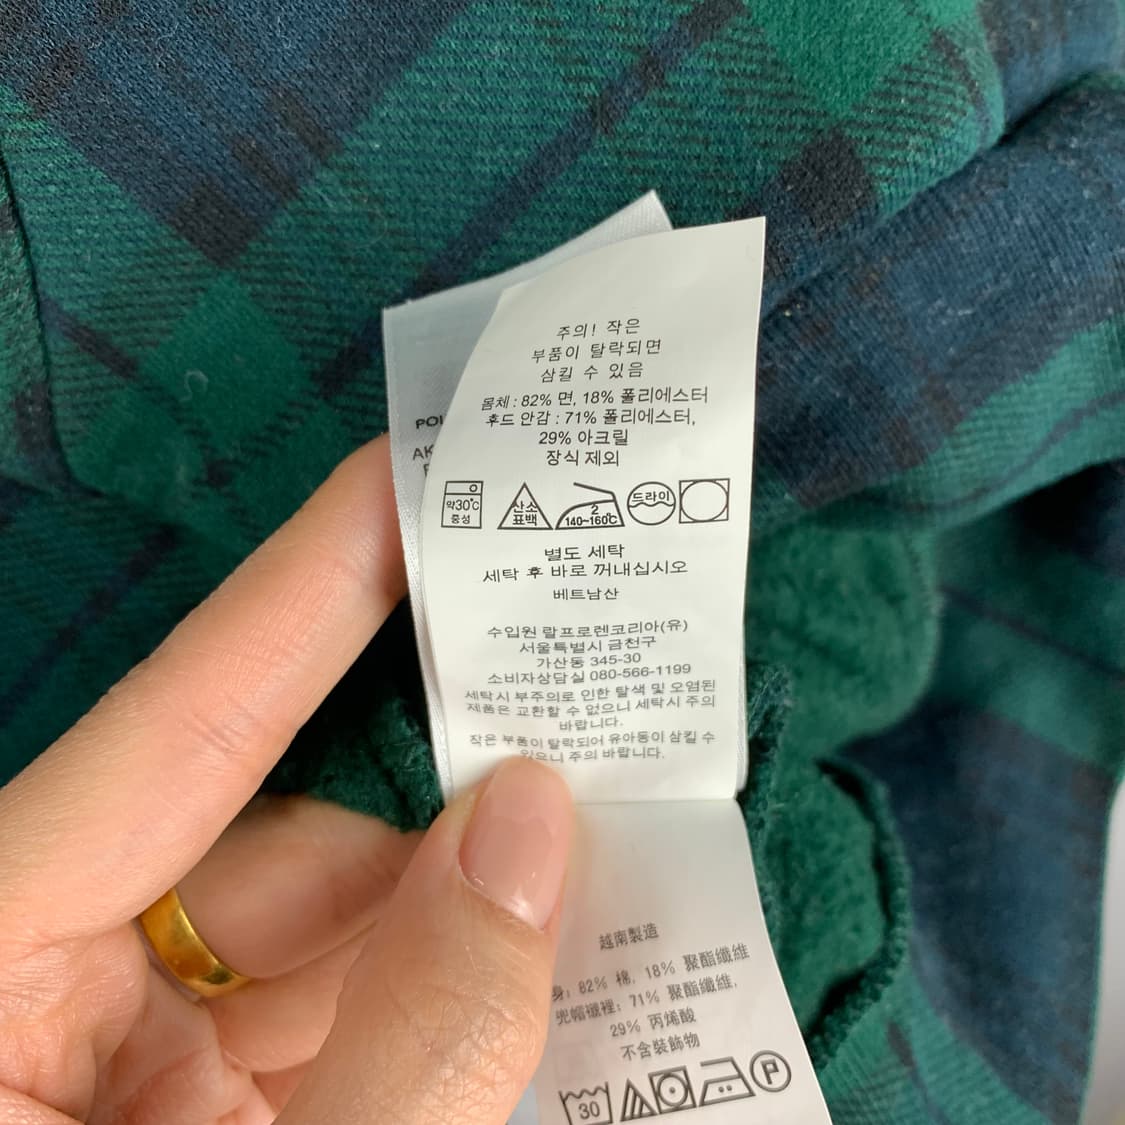 주의! 작은
부품이 탈락되면
삼킬 수 있음
몸체 : 82% 면, 18% 폴리에스터
후드 안감 : 71% 폴리에스터,
29% 아크릴
장식 제외
약30℃
중성
산소
표백
2
140~160℃
드라이
별도 세탁
세탁 후 바로 꺼내십시오
베트남산
수입원 랄프로렌코리아(유)
서울특별시 금천구
가산동 345-30
소비자상담실 080-566-1199
세탁시 부주의로 인한 탈색 및 오염된
제품은 교환할 수 없으니 세탁시 주의
바랍니다.
작은 부품이 탈락되어 유아동이 삼킬 수
있으니 주의 바랍니다.
越南製造
身: 82% 棉, 18% 聚酯纖維
兜帽襯裡: 71% 聚酯纖維,
29% 丙烯酸
不含裝飾物
30
P